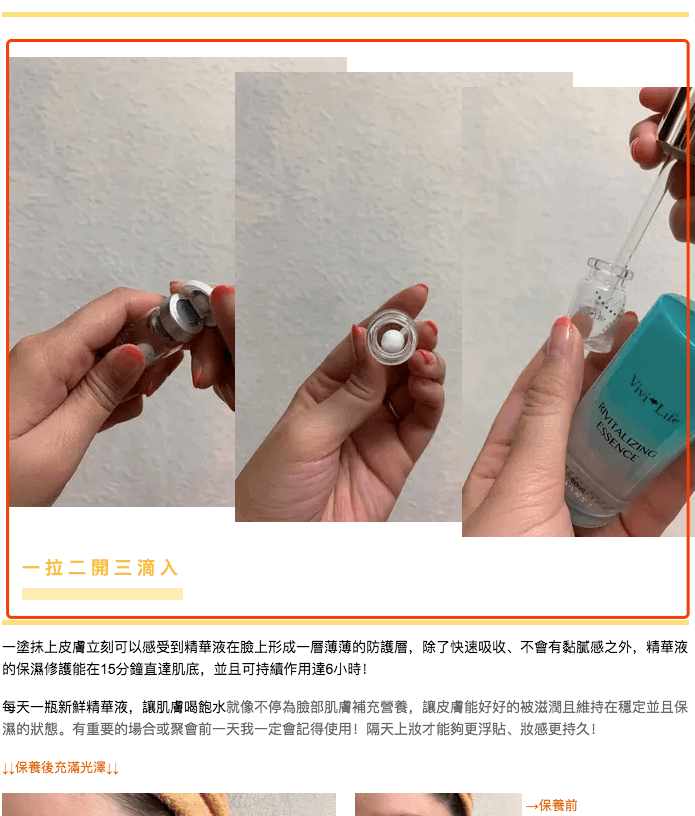 Vivi Life
RIVITALIZING
ESSENCE
60ml
一拉二開三滴入
一塗抹上皮膚立刻可以感受到精華液在臉上形成一層薄薄的防護層，除了快速吸收、不會有黏膩感之外，精華液
的保濕修護能在15分鐘直達肌底，並且可持續作用達6小時！
每天一瓶新鮮精華液，讓肌膚喝飽水就像不停為臉部肌膚補充營養，讓皮膚能好好的被滋潤且維持在穩定並且保
濕的狀態。有重要的場合或聚會前一天我一定會記得使用！隔天上妝才能夠更浮貼、妝感更持久！
↓↓保養後充滿光澤↓↓
→保養前